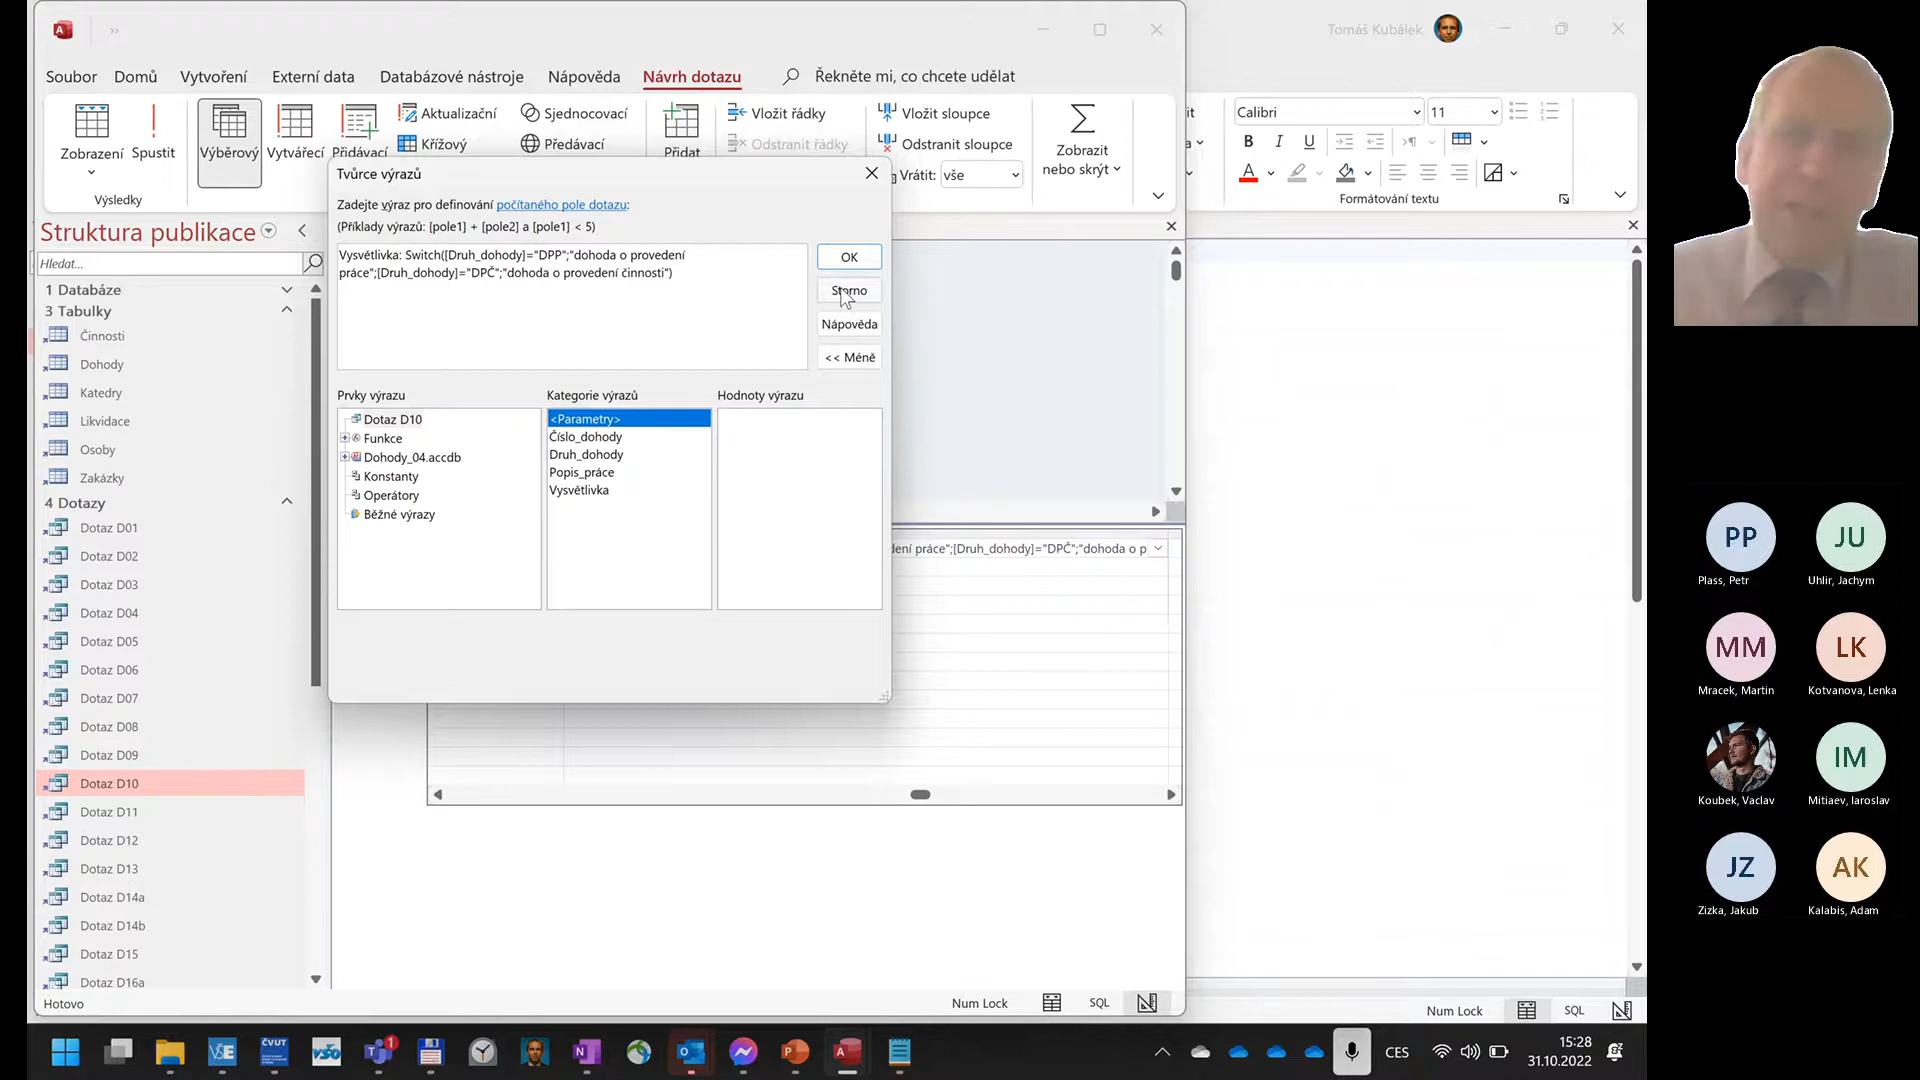 Tomáš Kubálek
Soubor Domů Vytvoření Externí data Databázové nástroje Nápověda Návrh dotazu Řekněte mi, co chcete udělat
Zobrazení
Spustit
Výsledky
Výběrový
Vytvářecí
Přidávací
Aktualizační
Křížový
Sjednocovací
Předávací
Přidat
Vložit řádky
Odstranit řádky
Vložit sloupce
Odstranit sloupce
Vrátit: vše
Zobrazit
nebo skrýt
Calibri 11
B I U
Formátování textu
Struktura publikace
Hledat...
1 Databáze
3 Tabulky
Činnosti
Dohody
Katedry
Likvidace
Osoby
Zakázky
4 Dotazy
Dotaz D01
Dotaz D02
Dotaz D03
Dotaz D04
Dotaz D05
Dotaz D06
Dotaz D07
Dotaz D08
Dotaz D09
Dotaz D10
Dotaz D11
Dotaz D12
Dotaz D13
Dotaz D14a
Dotaz D14b
Dotaz D15
Dotaz D16a
Tvůrce výrazů
Zadejte výraz pro definování počítaného pole dotazu:
(Příklady výrazů: [pole1] + [pole2] a [pole1] < 5)
Vysvětlivka: Switch([Druh_dohody]="DPP";"dohoda o provedení
práce";[Druh_dohody]="DPČ";"dohoda o provedení činnosti")
OK
Storno
Nápověda
<< Méně
Prvky výrazu
Dotaz D10
Funkce
Dohody_04.accdb
Konstanty
Operátory
Běžné výrazy
Kategorie výrazů
<Parametry>
Číslo_dohody
Druh_dohody
Popis_práce
Vysvětlivka
Hodnoty výrazu
dení práce";[Druh_dohody]="DPČ";"dohoda o p
Hotovo
Num Lock
SQL
Num Lock
SQL
PP
Plass, Petr
JU
Uhlir, Jachym
MM
Mracek, Martin
LK
Kotvanova, Lenka
Koubek, Vaclav
IM
Mitiaev, Iaroslav
JZ
Zizka, Jakub
AK
Kalabis, Adam
VŠE
ČVUT
1
CES
15:28
31.10.2022